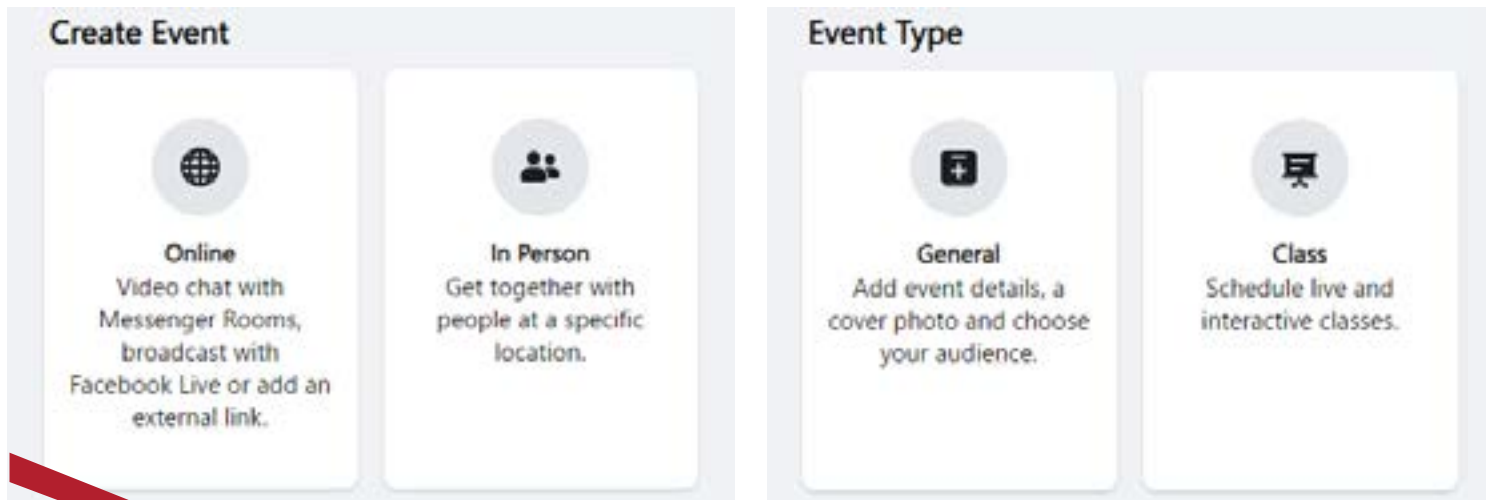 Create Event
Online
Video chat with
Messenger Rooms,
broadcast with
Facebook Live or add an
external link.
In Person
Get together with
people at a specific
location.
Event Type
General
Add event details, a
cover photo and choose
your audience.
Class
Schedule live and
interactive classes.